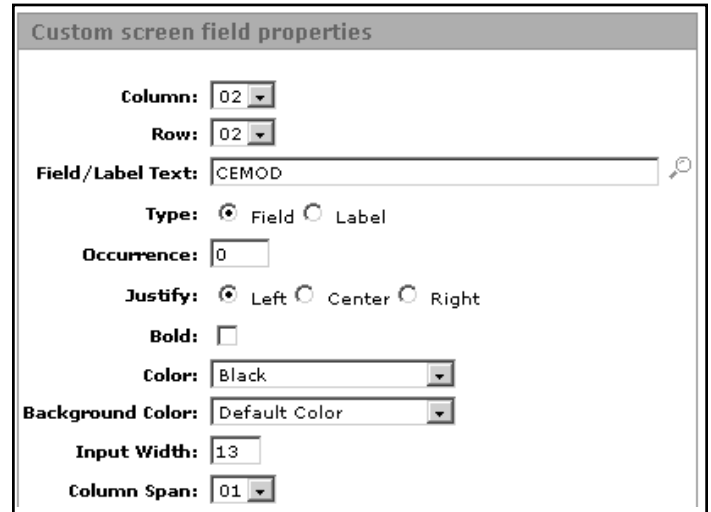 Custom screen field properties
Column: 02
Row: 02
Field/Label Text: CEMOD
Type: Field Label
Occurrence: 0
Justify: Left Center Right
Bold:
Color: Black
Background Color: Default Color
Input Width: 13
Column Span: 01